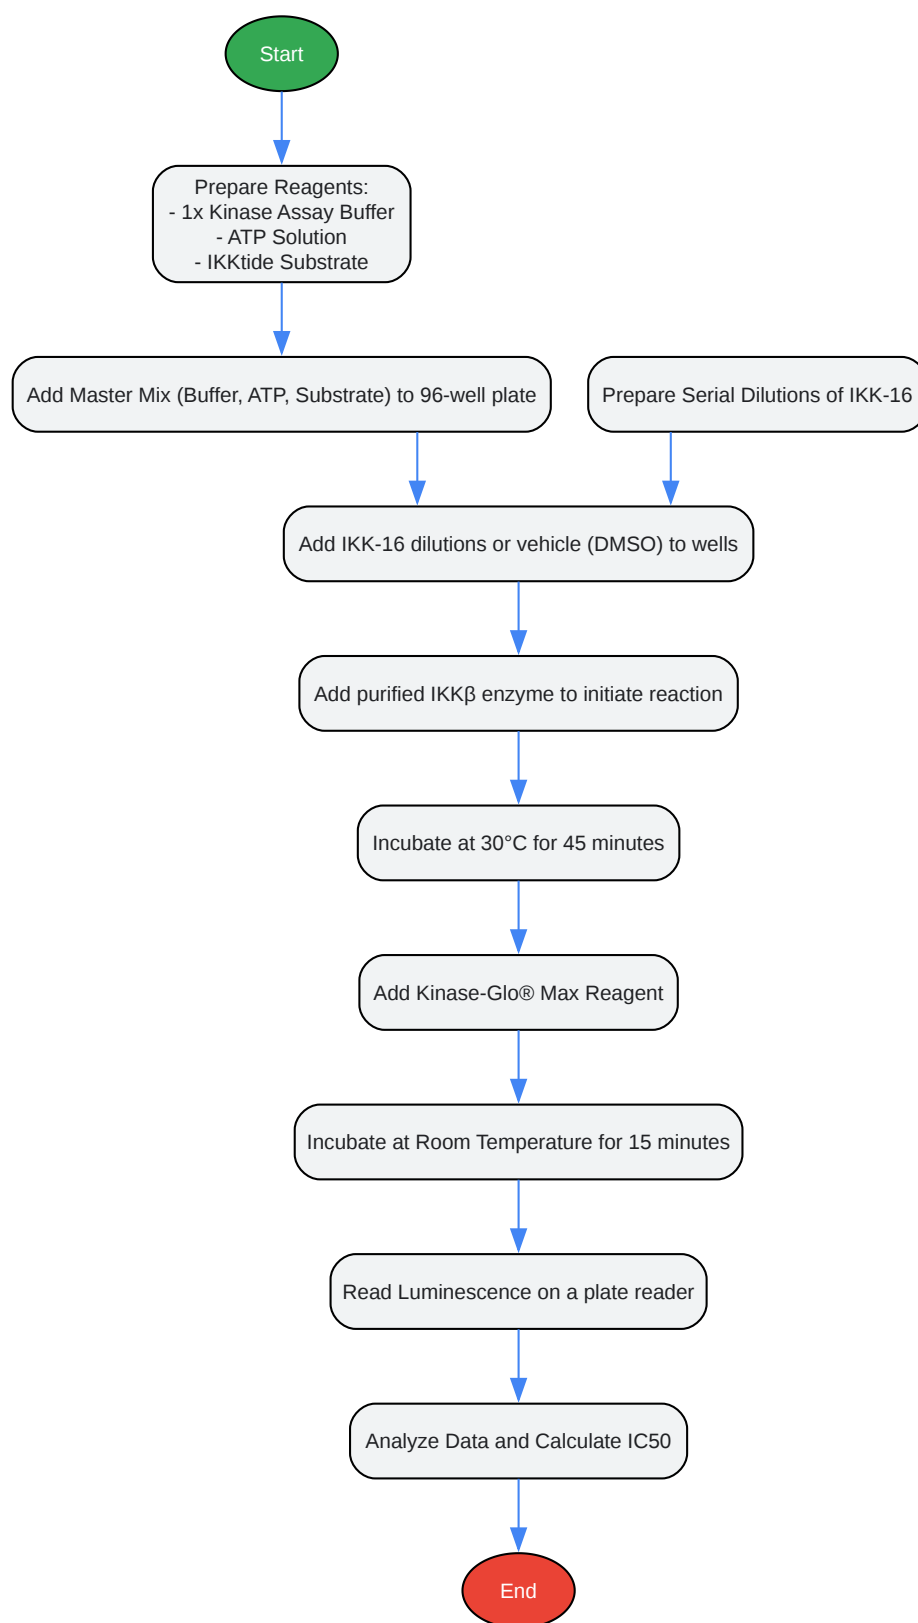 Start
Prepare Reagents:
- 1x Kinase Assay Buffer
- ATP Solution
- IKKtide Substrate
Add Master Mix (Buffer, ATP, Substrate) to 96-well plate
Prepare Serial Dilutions of IKK-16
Add IKK-16 dilutions or vehicle (DMSO) to wells
Add purified IKKβ enzyme to initiate reaction
Incubate at 30°C for 45 minutes
Add Kinase-Glo® Max Reagent
Incubate at Room Temperature for 15 minutes
Read Luminescence on a plate reader
Analyze Data and Calculate IC50
End